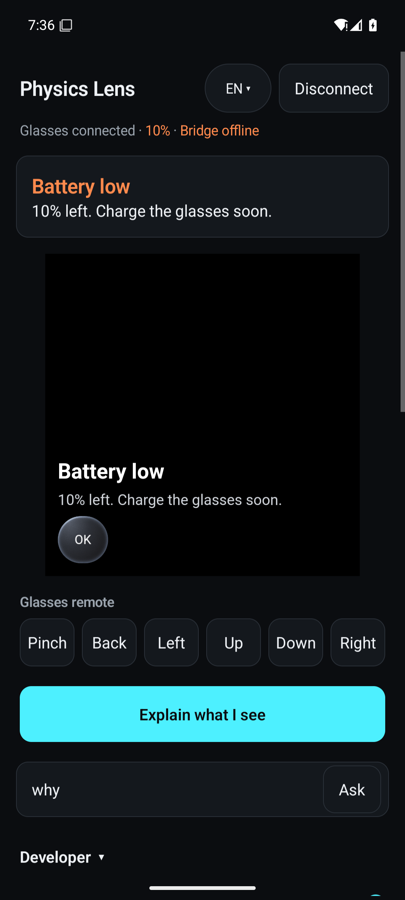 7:36
Physics Lens
EN ▾
Disconnect
Glasses connected · 10% · Bridge offline
Battery low
10% left. Charge the glasses soon.
Battery low
10% left. Charge the glasses soon.
OK
Glasses remote
Pinch
Back
Left
Up
Down
Right
Explain what I see
why
Ask
Developer ▾